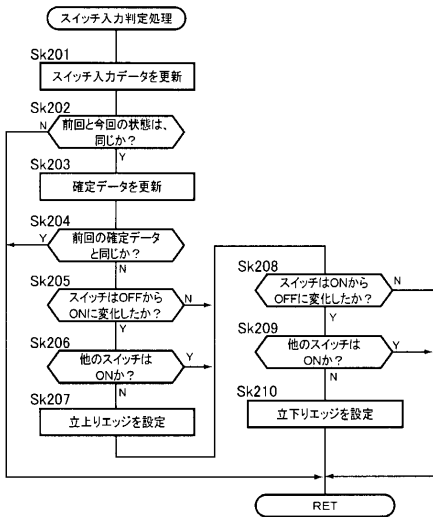 スイッチ入力判定処理
Sk201
スイッチ入力データを更新
Sk202
N
前回と今回の状態は、
同じか？
Y
Sk203
確定データを更新
Sk204
Y
前回の確定データ
と同じか？
N
Sk205
スイッチはOFFから
ONに変化したか？
N
Y
Sk206
他のスイッチは
ONか？
Y
N
Sk207
立上りエッジを設定
Sk208
スイッチはONから
OFFに変化したか？
N
Y
Sk209
他のスイッチは
ONか？
Y
N
Sk210
立下りエッジを設定
RET